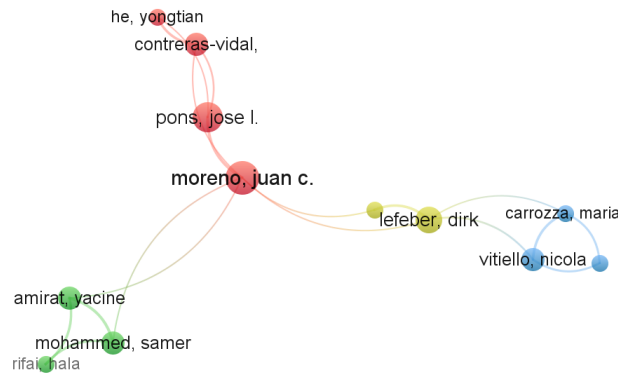 he, yongtian
contreras-vidal,
pons, jose l.
moreno, juan c.
carrozza, maria
lefeber, dirk
vitiello, nicola
amirat, yacine
mohammed, samer
rifai, hala